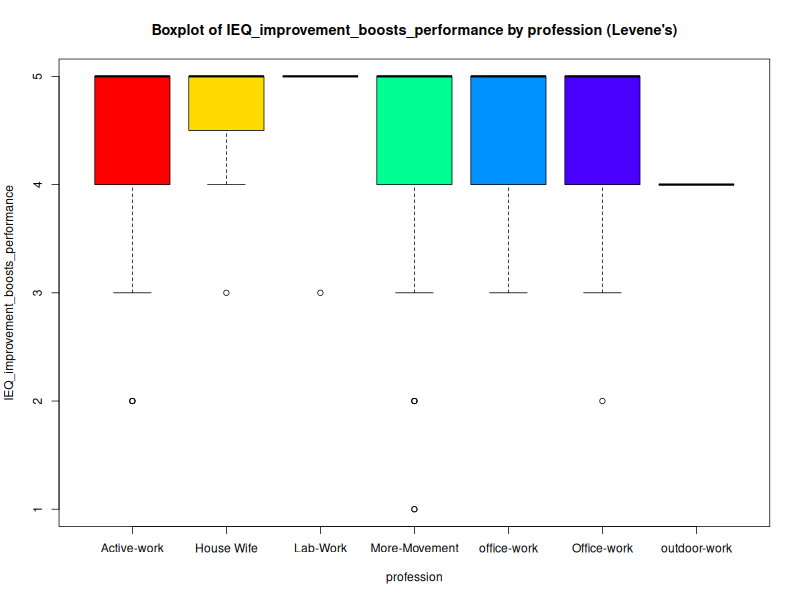 Boxplot of IEQ_improvement_boosts_performance by profession (Levene's)
IEQ_improvement_boosts_performance
5
4
3
2
1
Active-work House Wife Lab-Work More-Movement office-work Office-work outdoor-work
profession